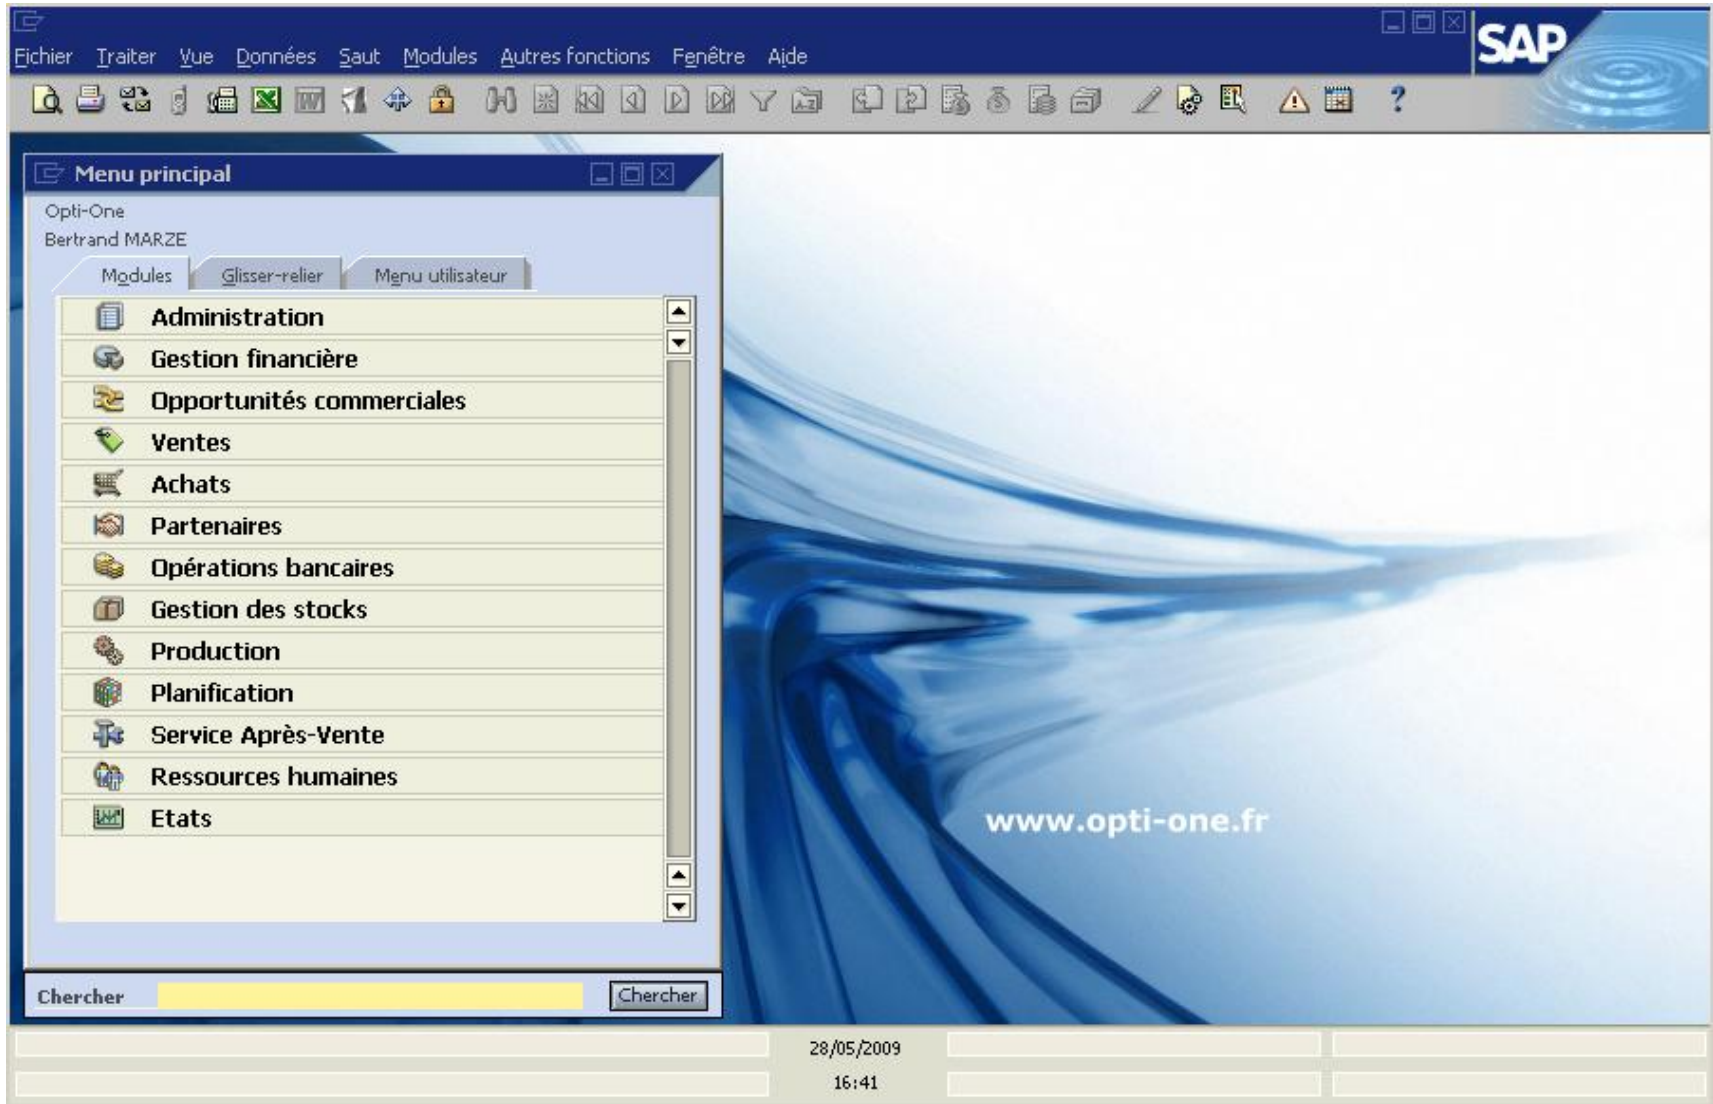 Fichier Traiter Vue Données Saut Modules Autres fonctions Fenêtre Aide
SAP
Menu principal
Opti-One
Bertrand MARZE
Modules Glisser-relier Menu utilisateur
Administration
Gestion financière
Opportunités commerciales
Ventes
Achats
Partenaires
Opérations bancaires
Gestion des stocks
Production
Planification
Service Après-Vente
Ressources humaines
Etats
www.opti-one.fr
Chercher Chercher
28/05/2009
16:41